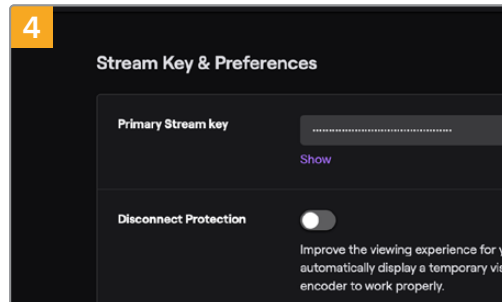 4
Stream Key & Preferences
Primary Stream key
Show
Disconnect Protection
Improve the viewing experience for
automatically display a temporary
encoder to work properly.